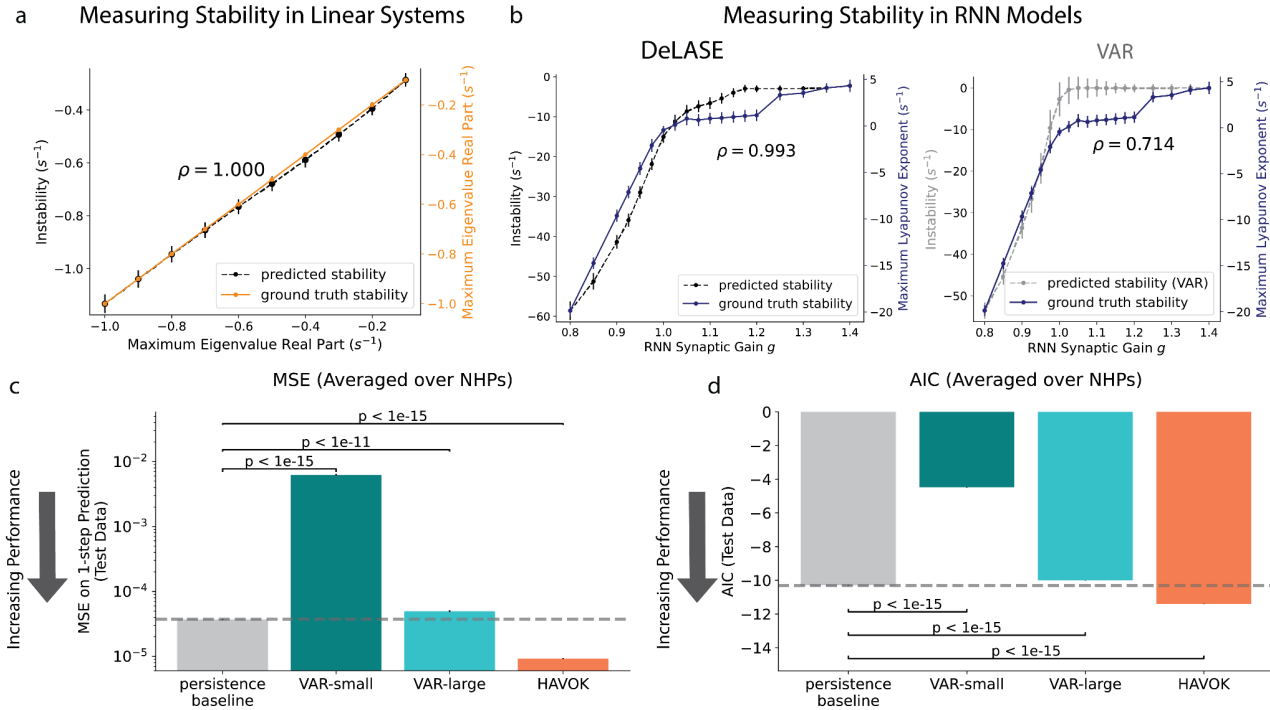 a
Measuring Stability in Linear Systems
b
Measuring Stability in RNN Models
DeLASE
VAR
Instability (s⁻¹)
−0.4
−0.6
−0.8
−1.0
ρ = 1.000
predicted stability
ground truth stability
−1.0
−0.8
−0.6
−0.4
−0.2
Maximum Eigenvalue Real Part (s⁻¹)
−0.2
−0.4
−0.6
−0.8
−1.0
Maximum Eigenvalue Real Part (s⁻¹)
Instability (s⁻¹)
0
−10
−20
−30
−40
−50
−60
ρ = 0.993
predicted stability
ground truth stability
0.8
0.9
1.0
1.1
1.2
1.3
1.4
RNN Synaptic Gain g
5
0
−5
−10
−15
−20
Maximum Lyapunov Exponent (s⁻¹)
Instability (s⁻¹)
0
−10
−20
−30
−40
−50
ρ = 0.714
predicted stability (VAR)
ground truth stability
0.8
0.9
1.0
1.1
1.2
1.3
1.4
RNN Synaptic Gain g
5
0
−5
−10
−15
−20
Maximum Lyapunov Exponent (s⁻¹)
c
MSE (Averaged over NHPs)
Increasing Performance
MSE on 1-step Prediction
(Test Data)
10⁻²
10⁻³
10⁻⁴
10⁻⁵
p < 1e-15
p < 1e-11
p < 1e-15
persistence
baseline
VAR-small
VAR-large
HAVOK
d
AIC (Averaged over NHPs)
Increasing Performance
AIC (Test Data)
0
−2
−4
−6
−8
−10
−12
−14
p < 1e-15
p < 1e-15
p < 1e-15
persistence
baseline
VAR-small
VAR-large
HAVOK